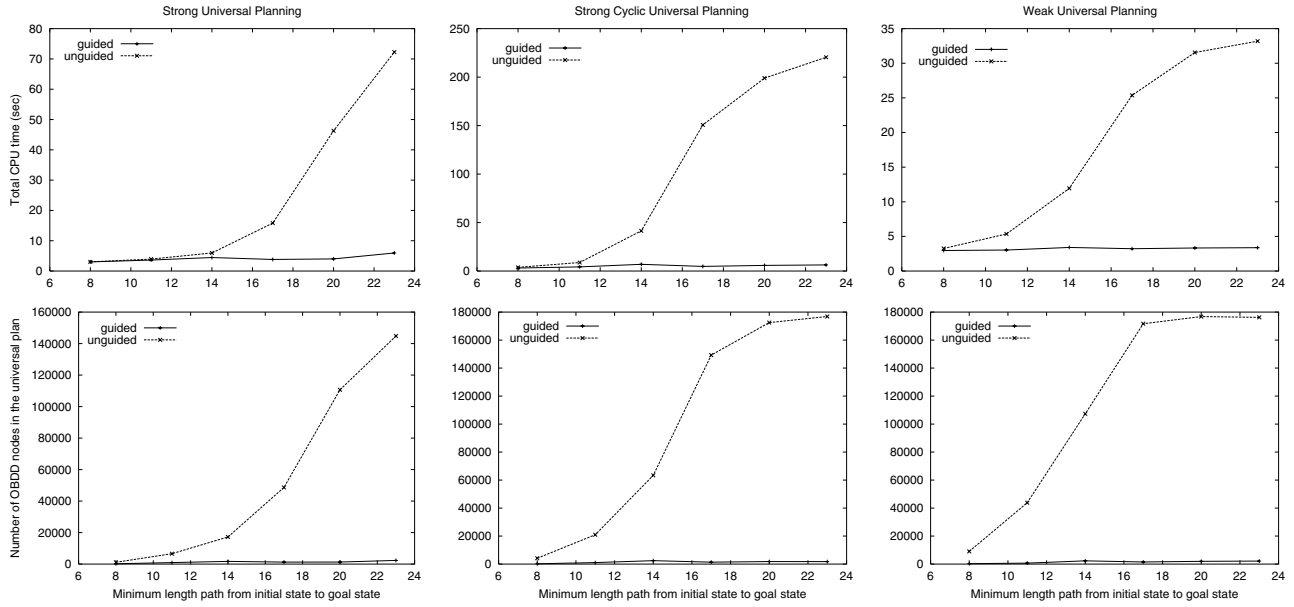 Strong Universal Planning
Strong Cyclic Universal Planning
Weak Universal Planning
Total CPU time (sec)
80
70
60
50
40
30
20
10
0
guided
unguided
6 8 10 12 14 16 18 20 22 24
250
200
150
100
50
0
guided
unguided
6 8 10 12 14 16 18 20 22 24
35
30
25
20
15
10
5
0
guided
unguided
6 8 10 12 14 16 18 20 22 24
Number of OBDD nodes in the universal plan
160000
140000
120000
100000
80000
60000
40000
20000
0
guided
unguided
6 8 10 12 14 16 18 20 22 24
Minimum length path from initial state to goal state
180000
160000
140000
120000
100000
80000
60000
40000
20000
0
guided
unguided
6 8 10 12 14 16 18 20 22 24
Minimum length path from initial state to goal state
180000
160000
140000
120000
100000
80000
60000
40000
20000
0
guided
unguided
6 8 10 12 14 16 18 20 22 24
Minimum length path from initial state to goal state